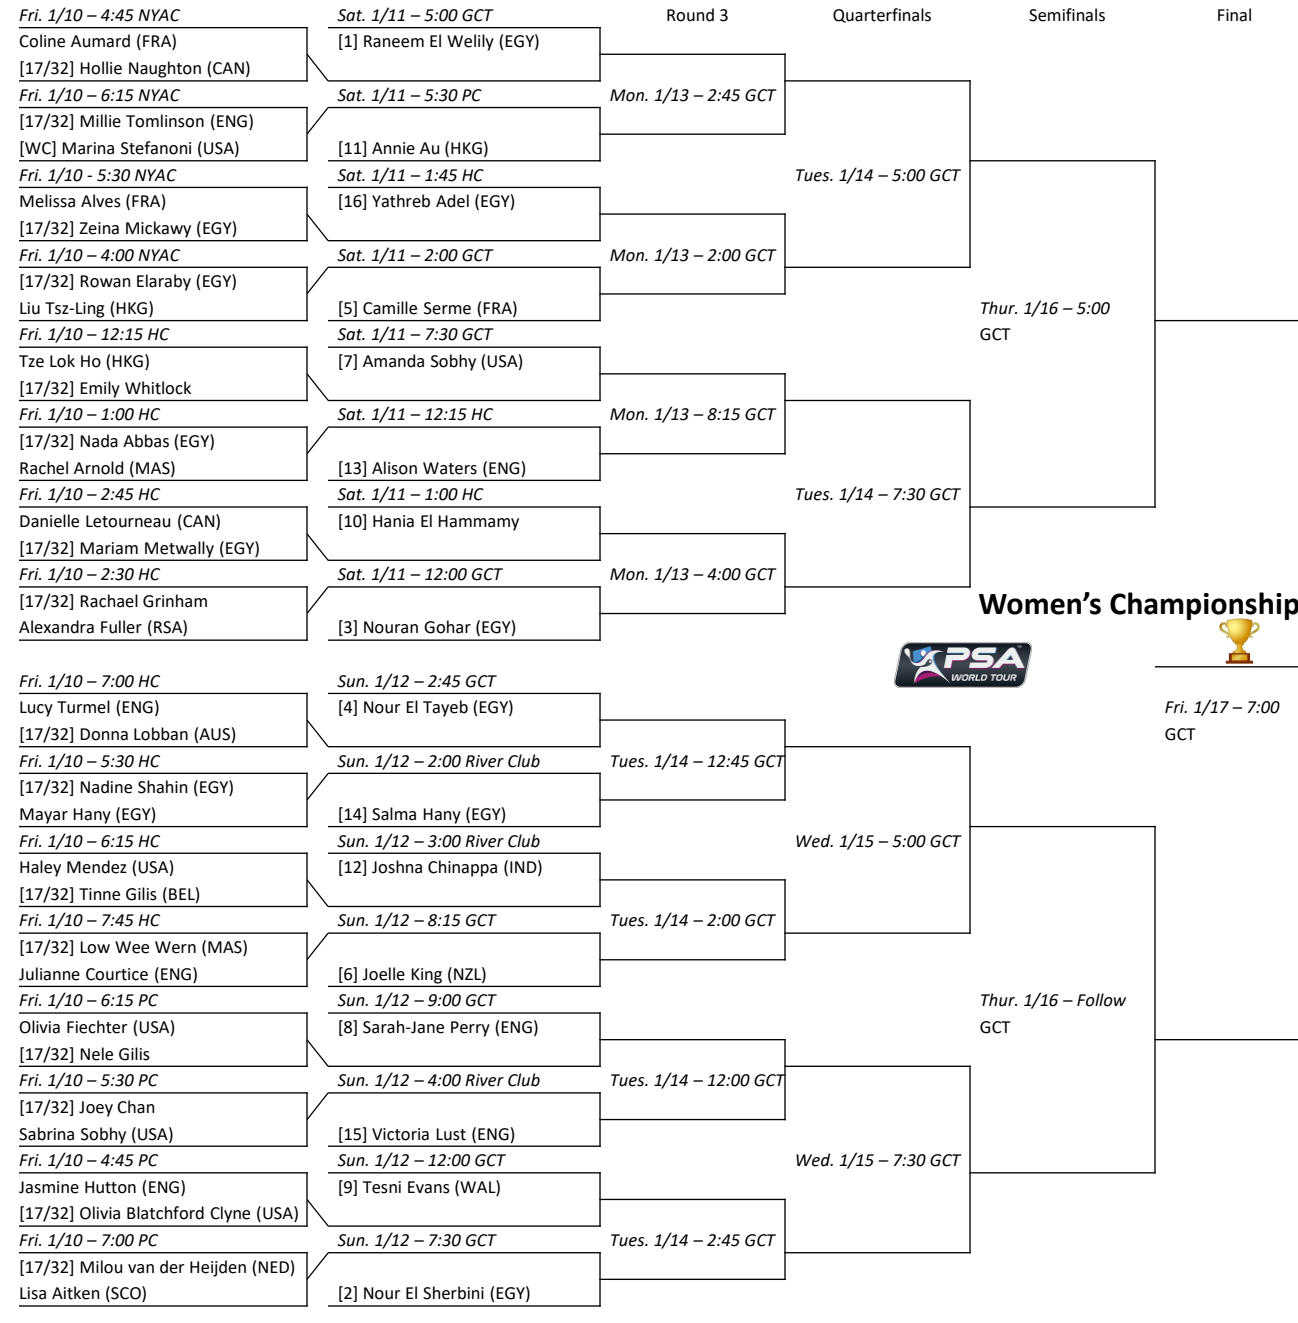 Fri. 1/10 – 4:45 NYAC Sat. 1/11 – 5:00 GCT Round 3 Quarterfinals Semifinals Final
Coline Aumard (FRA) [1] Raneem El Welily (EGY)
[17/32] Hollie Naughton (CAN)
Fri. 1/10 – 6:15 NYAC Sat. 1/11 – 5:30 PC Mon. 1/13 – 2:45 GCT
[17/32] Millie Tomlinson (ENG)
[WC] Marina Stefanoni (USA) [11] Annie Au (HKG)
Fri. 1/10 - 5:30 NYAC Sat. 1/11 – 1:45 HC Tues. 1/14 – 5:00 GCT
Melissa Alves (FRA) [16] Yathreb Adel (EGY)
[17/32] Zeina Mickawy (EGY)
Fri. 1/10 – 4:00 NYAC Sat. 1/11 – 2:00 GCT Mon. 1/13 – 2:00 GCT
[17/32] Rowan Elaraby (EGY)
Liu Tsz-Ling (HKG) [5] Camille Serme (FRA) Thur. 1/16 – 5:00
Fri. 1/10 – 12:15 HC Sat. 1/11 – 7:30 GCT GCT
Tze Lok Ho (HKG) [7] Amanda Sobhy (USA)
[17/32] Emily Whitlock
Fri. 1/10 – 1:00 HC Sat. 1/11 – 12:15 HC Mon. 1/13 – 8:15 GCT
[17/32] Nada Abbas (EGY)
Rachel Arnold (MAS) [13] Alison Waters (ENG)
Fri. 1/10 – 2:45 HC Sat. 1/11 – 1:00 HC Tues. 1/14 – 7:30 GCT
Danielle Letourneau (CAN) [10] Hania El Hammamy
[17/32] Mariam Metwally (EGY)
Fri. 1/10 – 2:30 HC Sat. 1/11 – 12:00 GCT Mon. 1/13 – 4:00 GCT
[17/32] Rachael Grinham Women's Championship
Alexandra Fuller (RSA) [3] Nouran Gohar (EGY)
PSA
WORLD TOUR
Fri. 1/10 – 7:00 HC Sun. 1/12 – 2:45 GCT
Lucy Turmel (ENG) [4] Nour El Tayeb (EGY) Fri. 1/17 – 7:00
[17/32] Donna Lobban (AUS) GCT
Fri. 1/10 – 5:30 HC Sun. 1/12 – 2:00 River Club Tues. 1/14 – 12:45 GCT
[17/32] Nadine Shahin (EGY)
Mayar Hany (EGY) [14] Salma Hany (EGY)
Fri. 1/10 – 6:15 HC Sun. 1/12 – 3:00 River Club Wed. 1/15 – 5:00 GCT
Haley Mendez (USA) [12] Joshna Chinappa (IND)
[17/32] Tinne Gilis (BEL)
Fri. 1/10 – 7:45 HC Sun. 1/12 – 8:15 GCT Tues. 1/14 – 2:00 GCT
[17/32] Low Wee Wern (MAS)
Julianne Courtice (ENG) [6] Joelle King (NZL)
Fri. 1/10 – 6:15 PC Sun. 1/12 – 9:00 GCT Thur. 1/16 – Follow
Olivia Fiechter (USA) [8] Sarah-Jane Perry (ENG) GCT
[17/32] Nele Gilis
Fri. 1/10 – 5:30 PC Sun. 1/12 – 4:00 River Club Tues. 1/14 – 12:00 GCT
[17/32] Joey Chan
Sabrina Sobhy (USA) [15] Victoria Lust (ENG)
Fri. 1/10 – 4:45 PC Sun. 1/12 – 12:00 GCT Wed. 1/15 – 7:30 GCT
Jasmine Hutton (ENG) [9] Tesni Evans (WAL)
[17/32] Olivia Blatchford Clyne (USA)
Fri. 1/10 – 7:00 PC Sun. 1/12 – 7:30 GCT Tues. 1/14 – 2:45 GCT
[17/32] Milou van der Heijden (NED)
Lisa Aitken (SCO) [2] Nour El Sherbini (EGY)